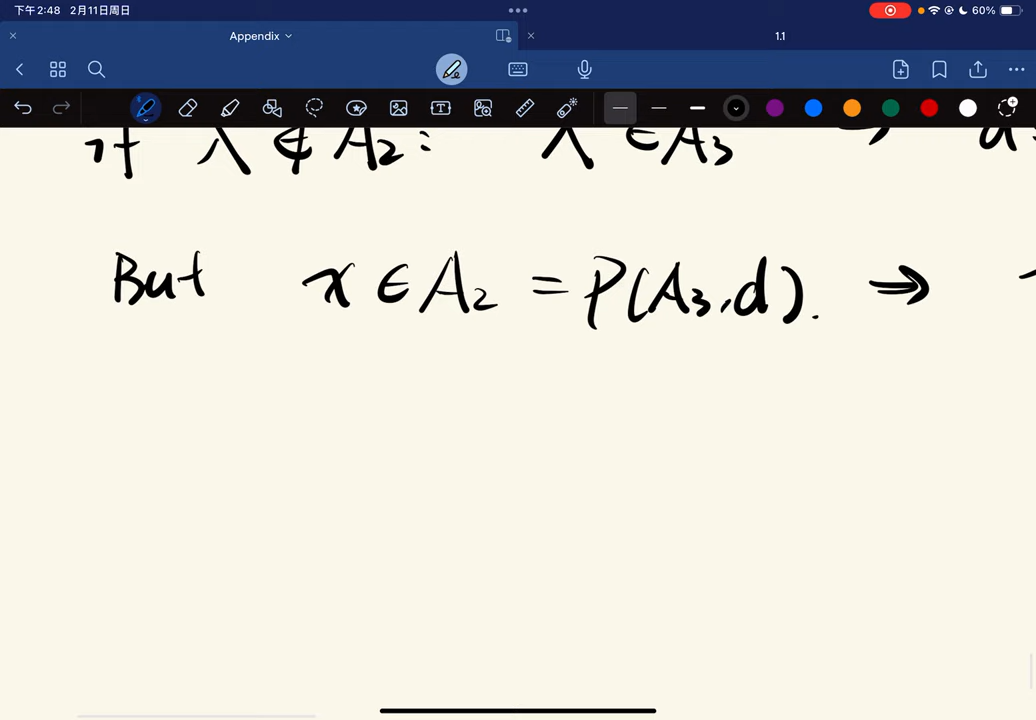 下午2:48 2月11日周日 60%
Appendix 1.1
if x ∉ A₂: x ∈ A₃ →
But x ∈ A₂ = P(A₃,d). ⇒